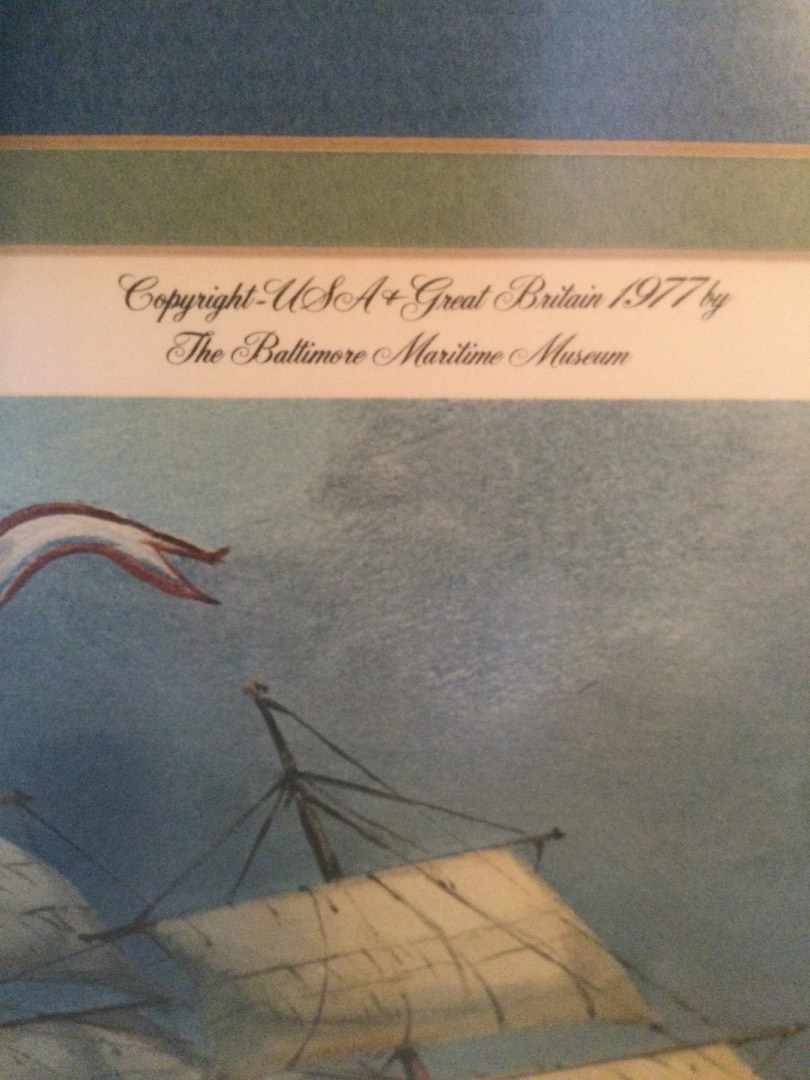 Copyright-USA & Great Britain 1977 by
The Baltimore Maritime Museum